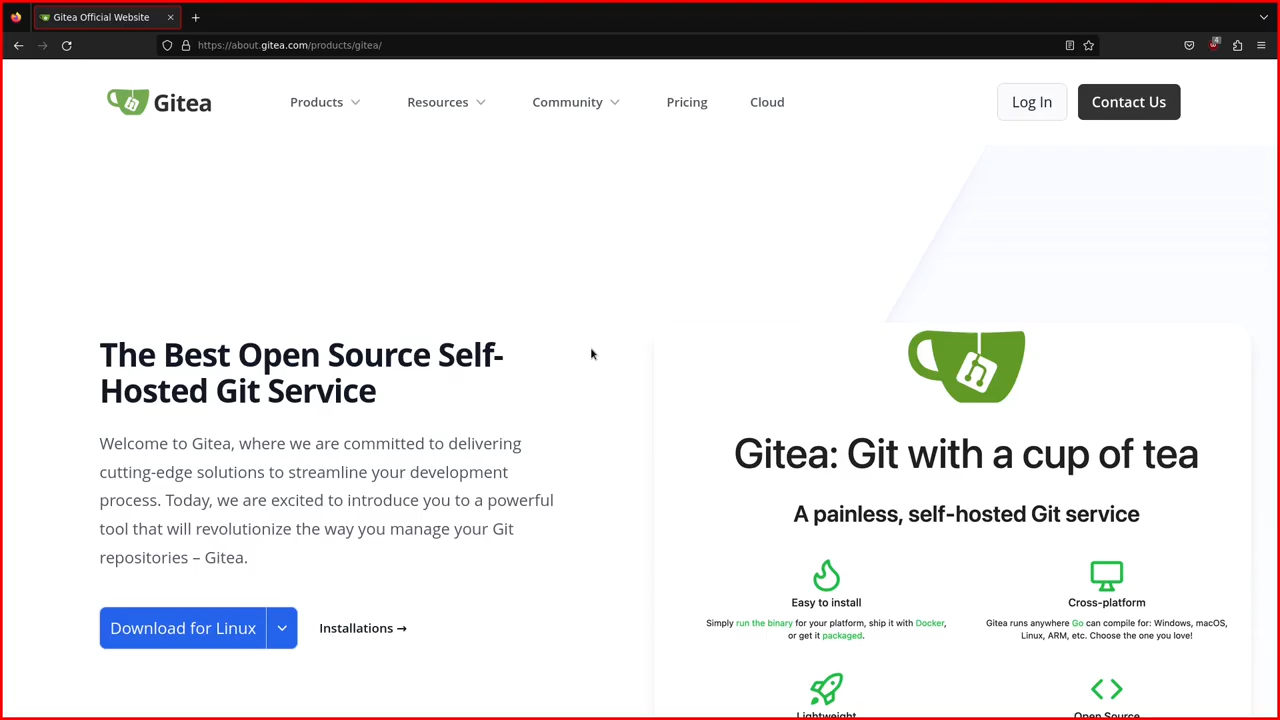 Gitea Official Website
https://about.gitea.com/products/gitea/
4
Gitea
Products
Resources
Community
Pricing
Cloud
Log In
Contact Us
The Best Open Source Self-
Hosted Git Service
Welcome to Gitea, where we are committed to delivering
cutting-edge solutions to streamline your development
process. Today, we are excited to introduce you to a powerful
tool that will revolutionize the way you manage your Git
repositories – Gitea.
Download for Linux
Installations →
Gitea: Git with a cup of tea
A painless, self-hosted Git service
Easy to install
Simply run the binary for your platform, ship it with Docker,
or get it packaged.
Cross-platform
Gitea runs anywhere Go can compile for: Windows, macOS,
Linux, ARM, etc. Choose the one you love!
Lightweight
Open Source